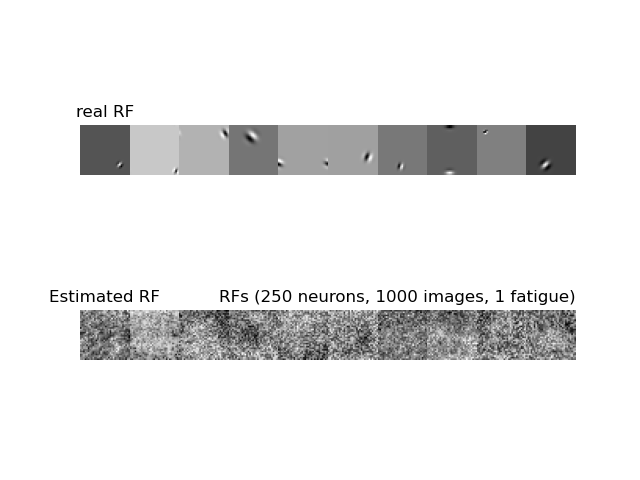 real RF
Estimated RF
RFs (250 neurons, 1000 images, 1 fatigue)